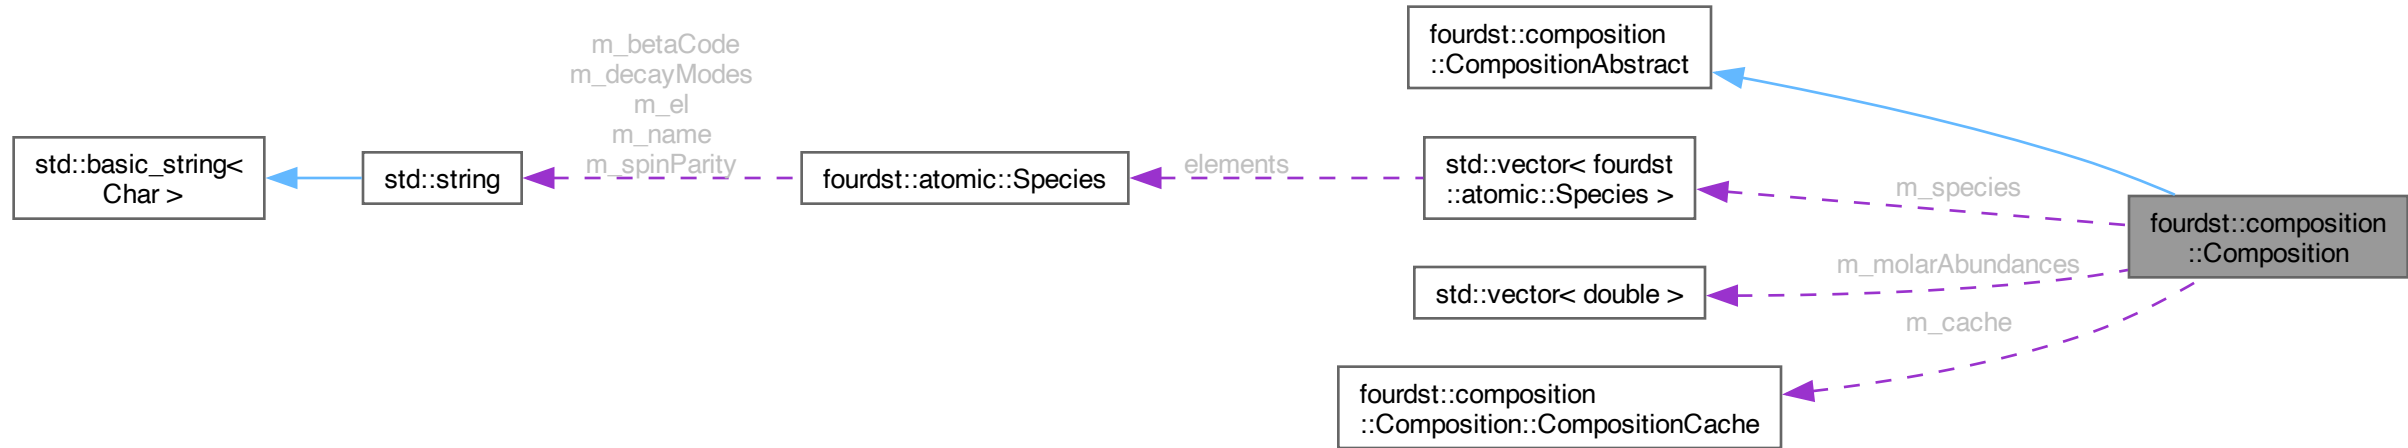 std::basic_string<
Char >
std::string
m_betaCode
m_decayModes
m_el
m_name
m_spinParity
fourdst::atomic::Species
elements
fourdst::composition
::CompositionAbstract
std::vector< fourdst
::atomic::Species >
std::vector< double >
fourdst::composition
::Composition::CompositionCache
m_species
m_molarAbundances
m_cache
fourdst::composition
::Composition